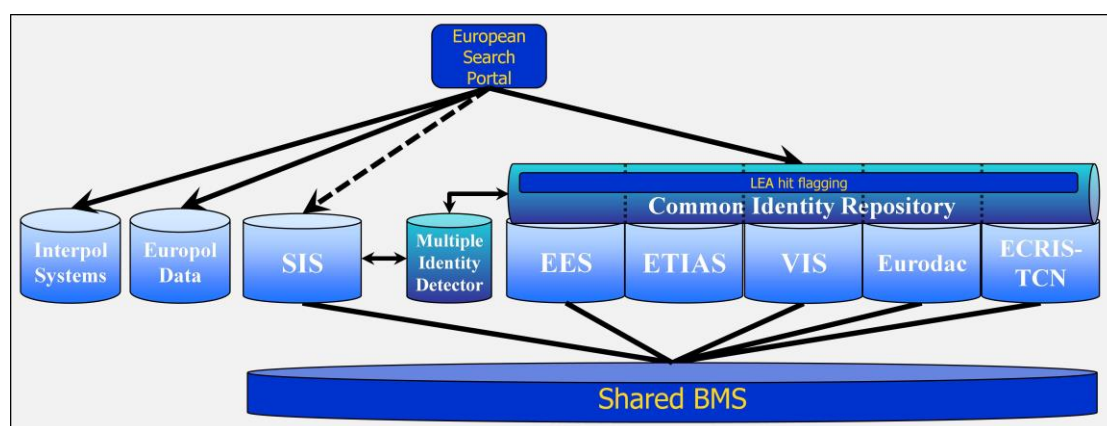 European
Search
Portal
LEA hit flagging
Common Identity Repository
Interpol
Systems
Europol
Data
SIS
Multiple
Identity
Detector
EES
ETIAS
VIS
Eurodac
ECRIS-
TCN
Shared BMS